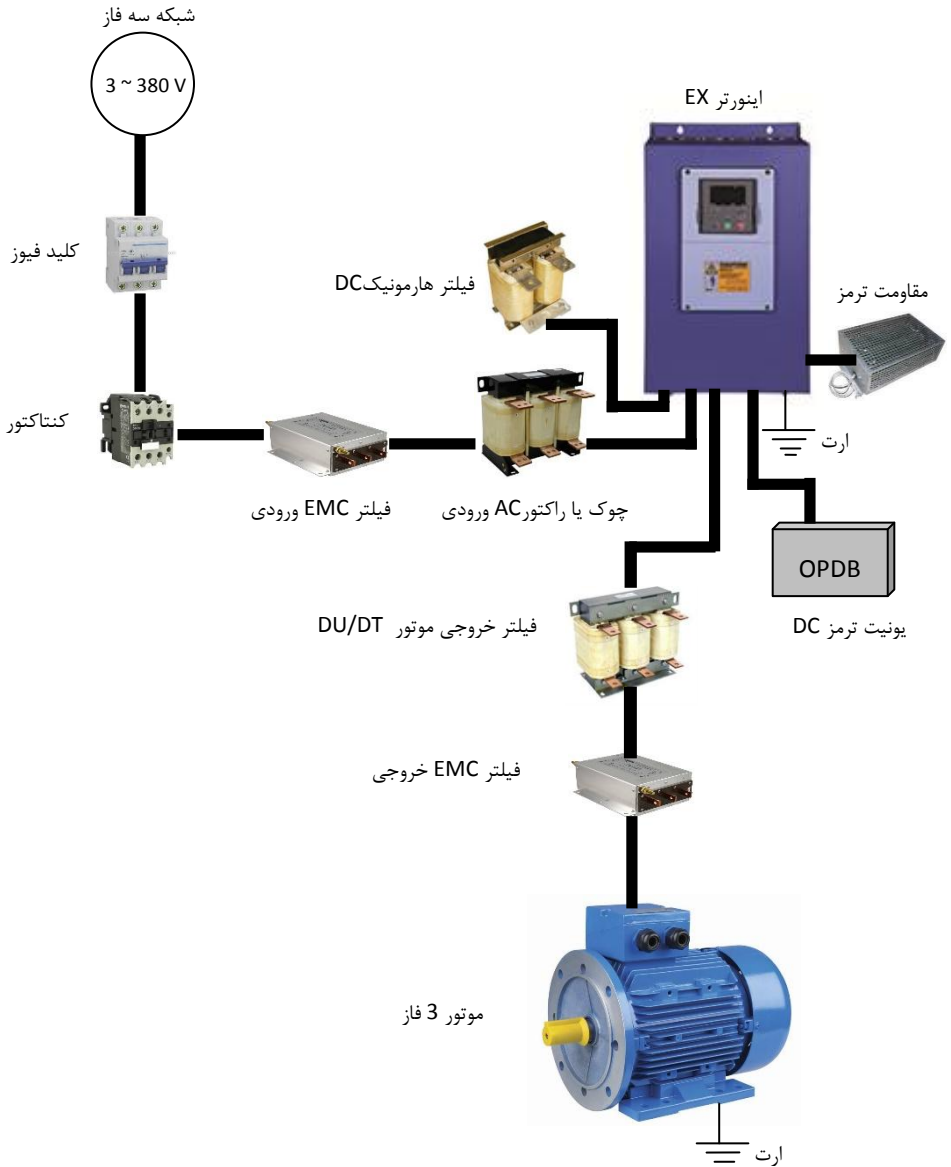 شبکه سه فاز
3 ~ 380 V
اینورتر EX
کلید فیوز
فیلتر هارمونیکDC
مقاومت ترمز
کنتاکتور
ارت
فیلتر EMC ورودی
چوک یا راکتورAC ورودی
OPDB
فیلتر خروجی موتور DU/DT
یونیت ترمز DC
فیلتر EMC خروجی
موتور 3 فاز
ارت